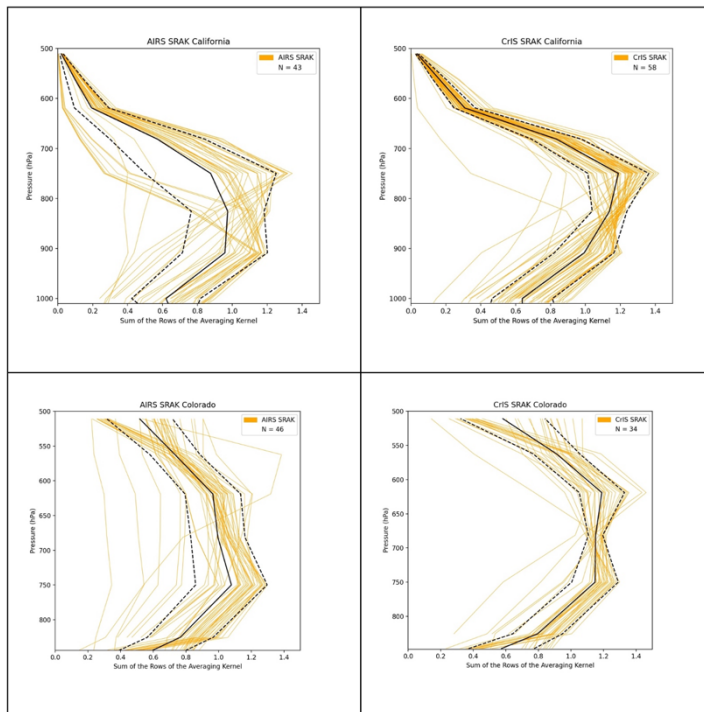 AIRS SRAK California
500
600
700
800
900
1000
Pressure (hPa)
AIRS SRAK
N = 43
0.0 0.2 0.4 0.6 0.8 1.0 1.2 1.4
Sum of the Rows of the Averaging Kernel
CrIS SRAK California
500
600
700
800
900
1000
Pressure (hPa)
CrIS SRAK
N = 58
0.0 0.2 0.4 0.6 0.8 1.0 1.2 1.4
Sum of the Rows of the Averaging Kernel
AIRS SRAK Colorado
500
550
600
650
700
750
800
Pressure (hPa)
AIRS SRAK
N = 46
0.0 0.2 0.4 0.6 0.8 1.0 1.2 1.4
Sum of the Rows of the Averaging Kernel
CrIS SRAK Colorado
500
550
600
650
700
750
800
Pressure (hPa)
CrIS SRAK
N = 34
0.0 0.2 0.4 0.6 0.8 1.0 1.2 1.4
Sum of the Rows of the Averaging Kernel